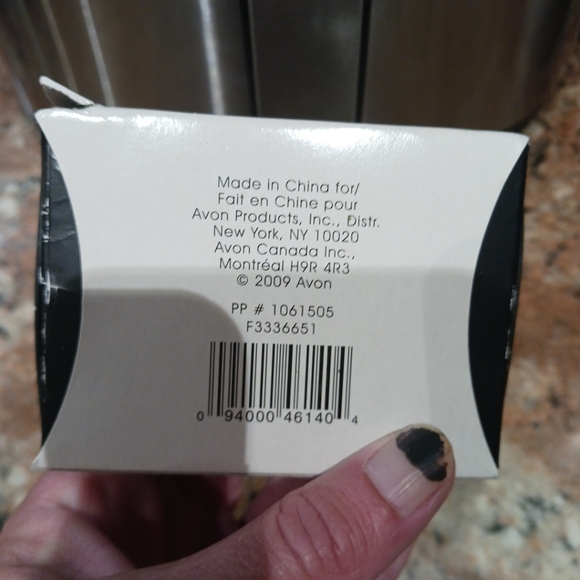 Made in China for/
Fait en Chine pour
Avon Products, Inc., Distr.
New York, NY 10020
Avon Canada Inc.,
Montréal H9R 4R3
© 2009 Avon
PP # 1061505
F3336651
0 94000 46140 4